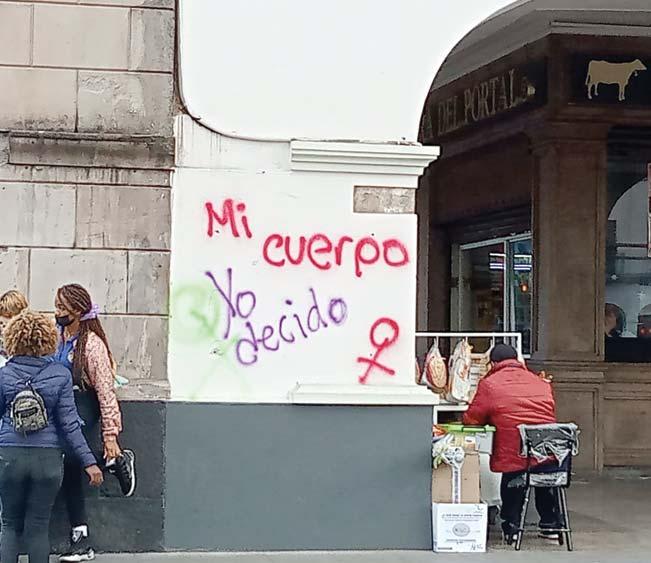 DEL PORTAL
Mi
cuerpo
Yo
decido